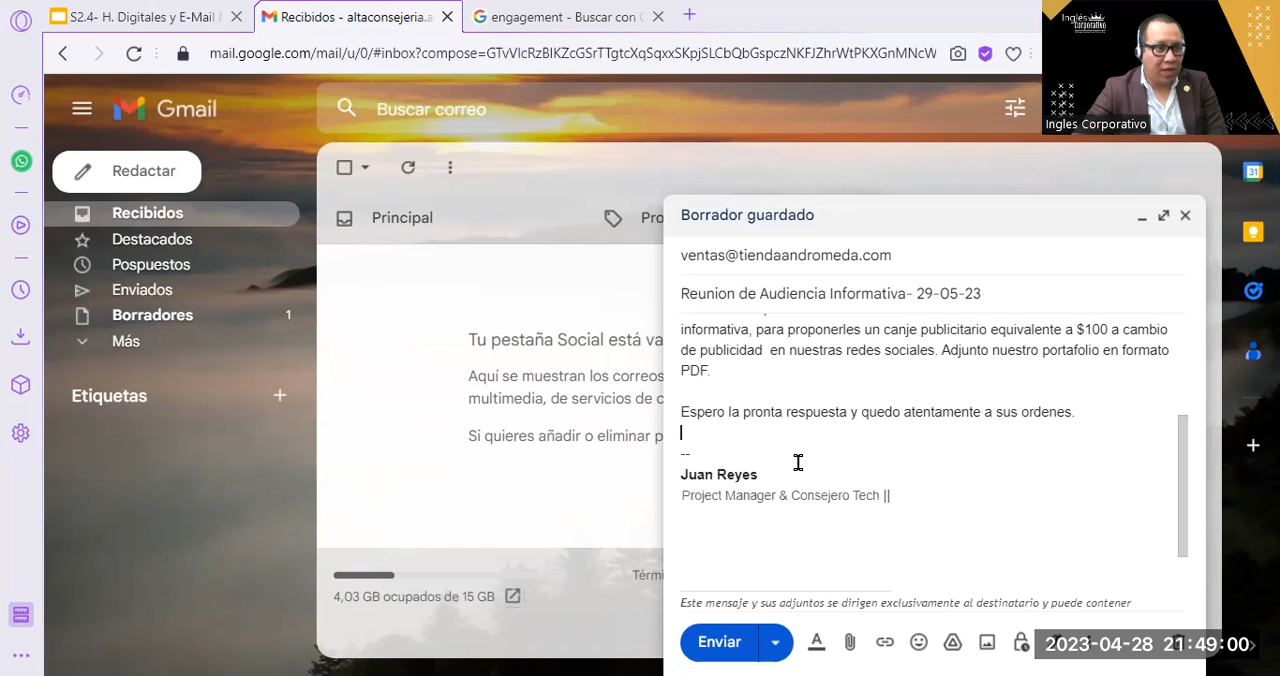 S2.4- H. Digitales y E-Mail
Recibidos - altaconsejeria.a
engagement - Buscar con
mail.google.com/mail/u/0/#inbox?compose=GTvVlcRzBlKZcGSrTTgtcXqSqxxSKpjSLCbQbGspczNKFJZhrWtPKXGnMNcW
Inglés
Corporativo
Ingles Corporativo
Gmail
Buscar correo
Redactar
Recibidos
Destacados
Pospuestos
Enviados
Borradores 1
Más
Etiquetas
Principal
Tu pestaña Social está va
Aquí se muestran los correos
multimedia, de servicios de
Si quieres añadir o eliminar p
4,03 GB ocupados de 15 GB
Térmi
31
Borrador guardado
ventas@tiendaandromeda.com
Reunion de Audiencia Informativa- 29-05-23
informativa, para proponerles un canje publicitario equivalente a $100 a cambio
de publicidad en nuestras redes sociales. Adjunto nuestro portafolio en formato
PDF.
Espero la pronta respuesta y quedo atentamente a sus ordenes.
--
Juan Reyes
Project Manager & Consejero Tech ||
Este mensaje y sus adjuntos se dirigen exclusivamente al destinatario y puede contener
Enviar
2023-04-28 21:49:00